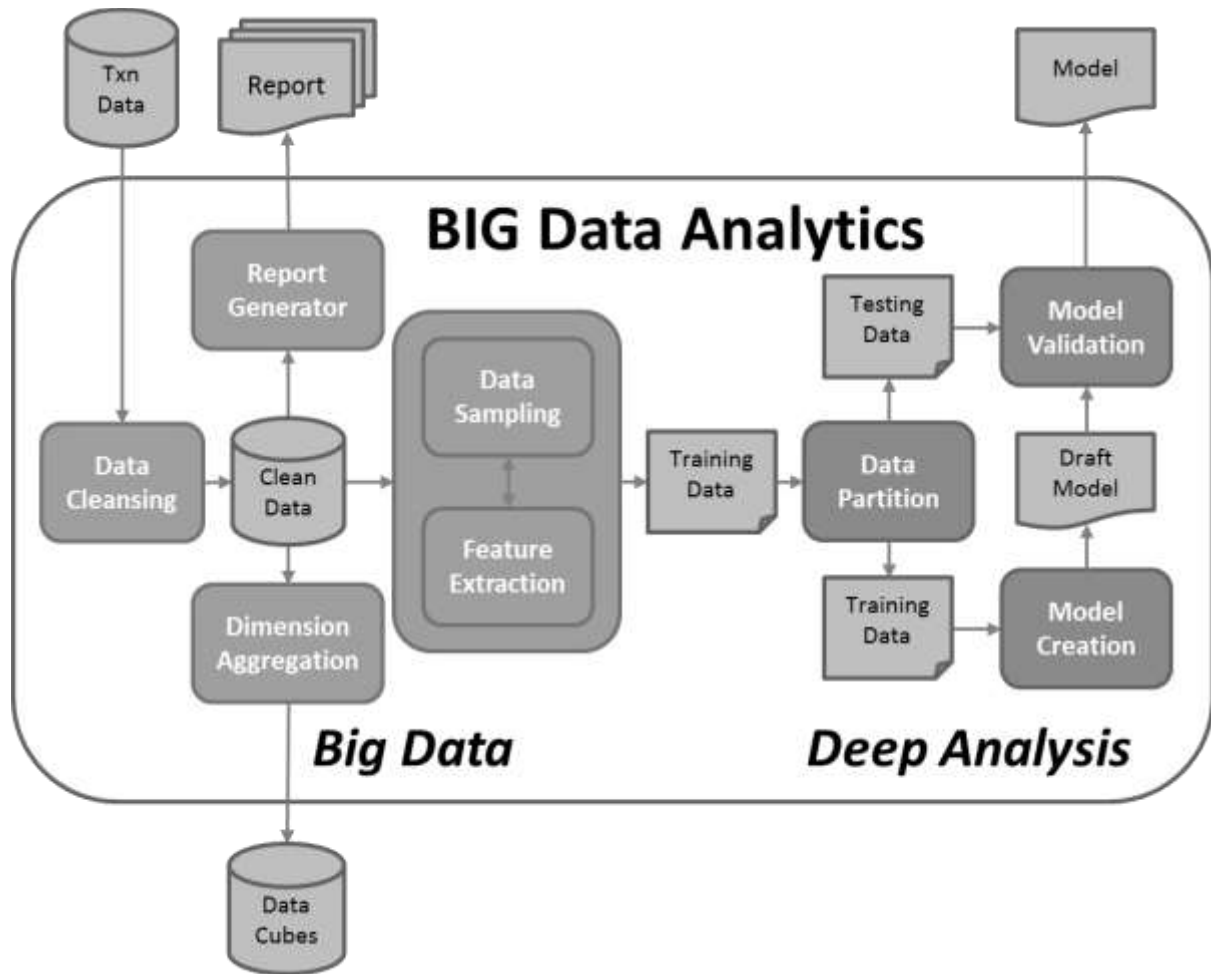 Txn
Data
Report
Model
BIG Data Analytics
Report
Generator
Testing
Data
Model
Validation
Data
Sampling
Data
Cleansing
Clean
Data
Training
Data
Data
Partition
Draft
Model
Feature
Extraction
Dimension
Aggregation
Training
Data
Model
Creation
Big Data
Deep Analysis
Data
Cubes